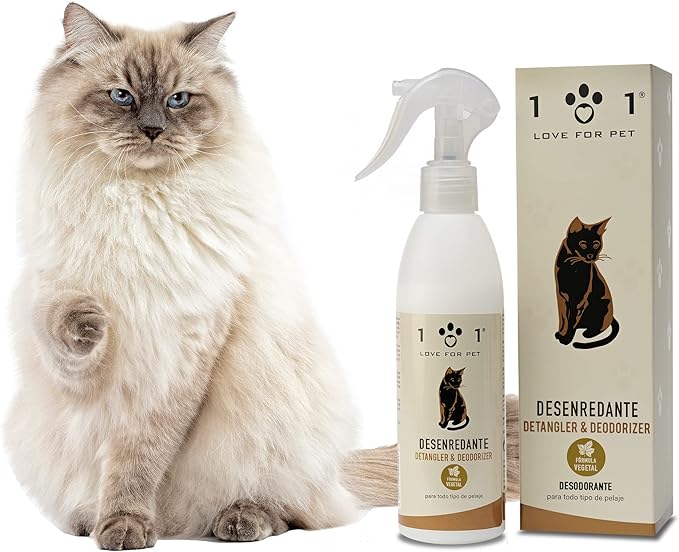 1 1®
LOVE FOR PET
DESENREDANTE
DETANGLER & DEODORIZER
FÓRMULA
VEGETAL
para todo tipo de pelaje
1 1®
LOVE FOR PET
DESENREDANTE
DETANGLER & DEODORIZER
FÓRMULA
VEGETAL
DESODORANTE
para todo tipo de pelaje